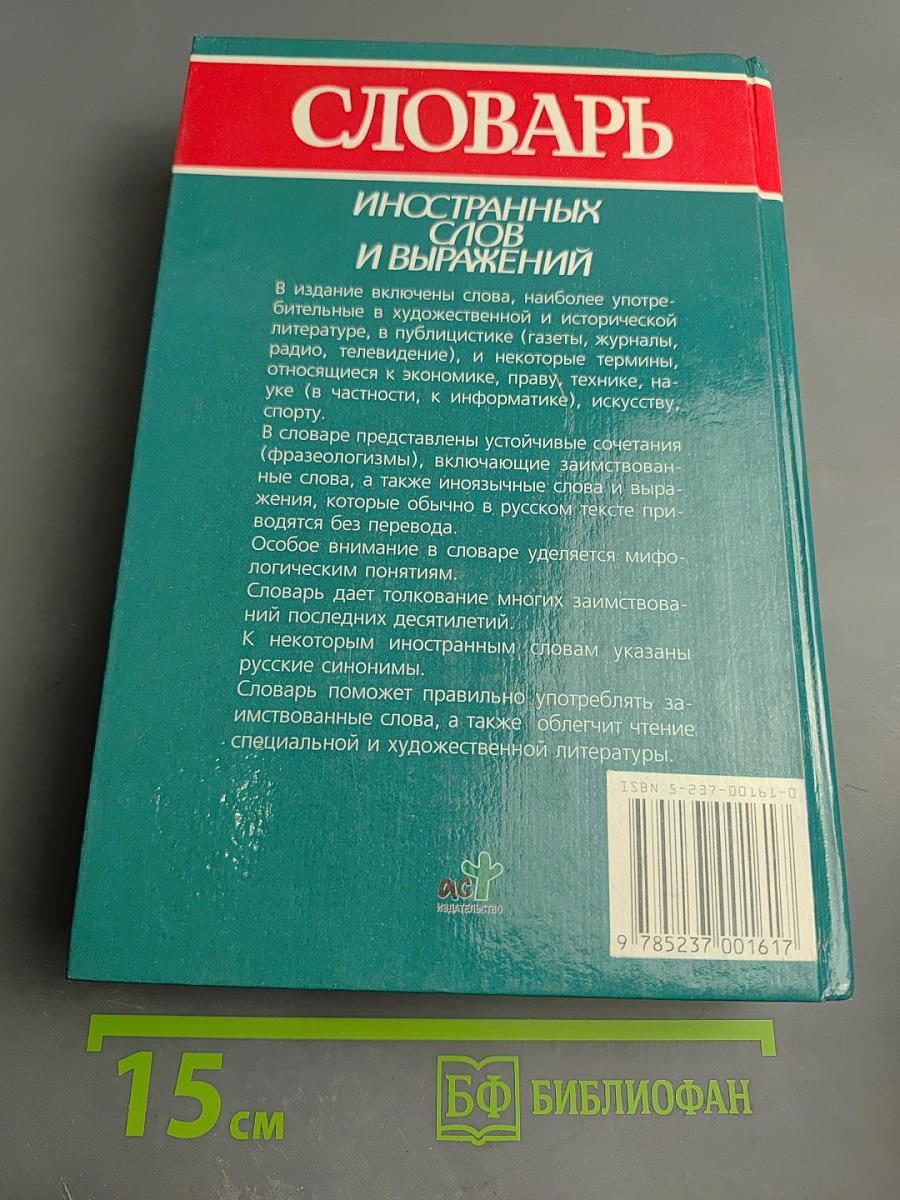 СЛОВАРЬ
ИНОСТРАННЫХ
СЛОВ
И ВЫРАЖЕНИЙ
В издание включены слова, наиболее употре-
бительные в художественной и исторической
литературе, в публицистике (газеты, журналы,
радио, телевидение), и некоторые термины,
относящиеся к экономике, праву, технике, на-
уке (в частности, к информатике), искусству,
спорту.
В словаре представлены устойчивые сочетания
(фразеологизмы), включающие заимствован-
ные слова, а также иноязычные слова и выра-
жения, которые обычно в русском тексте при-
водятся без перевода.
Особое внимание в словаре уделяется мифо-
логическим понятиям.
Словарь дает толкование многих заимствова-
ний последних десятилетий.
К некоторым иностранным словам указаны
русские синонимы.
Словарь поможет правильно употреблять за-
имствованные слова, а также облегчит чтение
специальной и художественной литературы.
ISBN 5-237-00161-0
9 785237 001617
аст
ИЗДАТЕЛЬСТВО
15 см
БФ БИБЛИОФАН